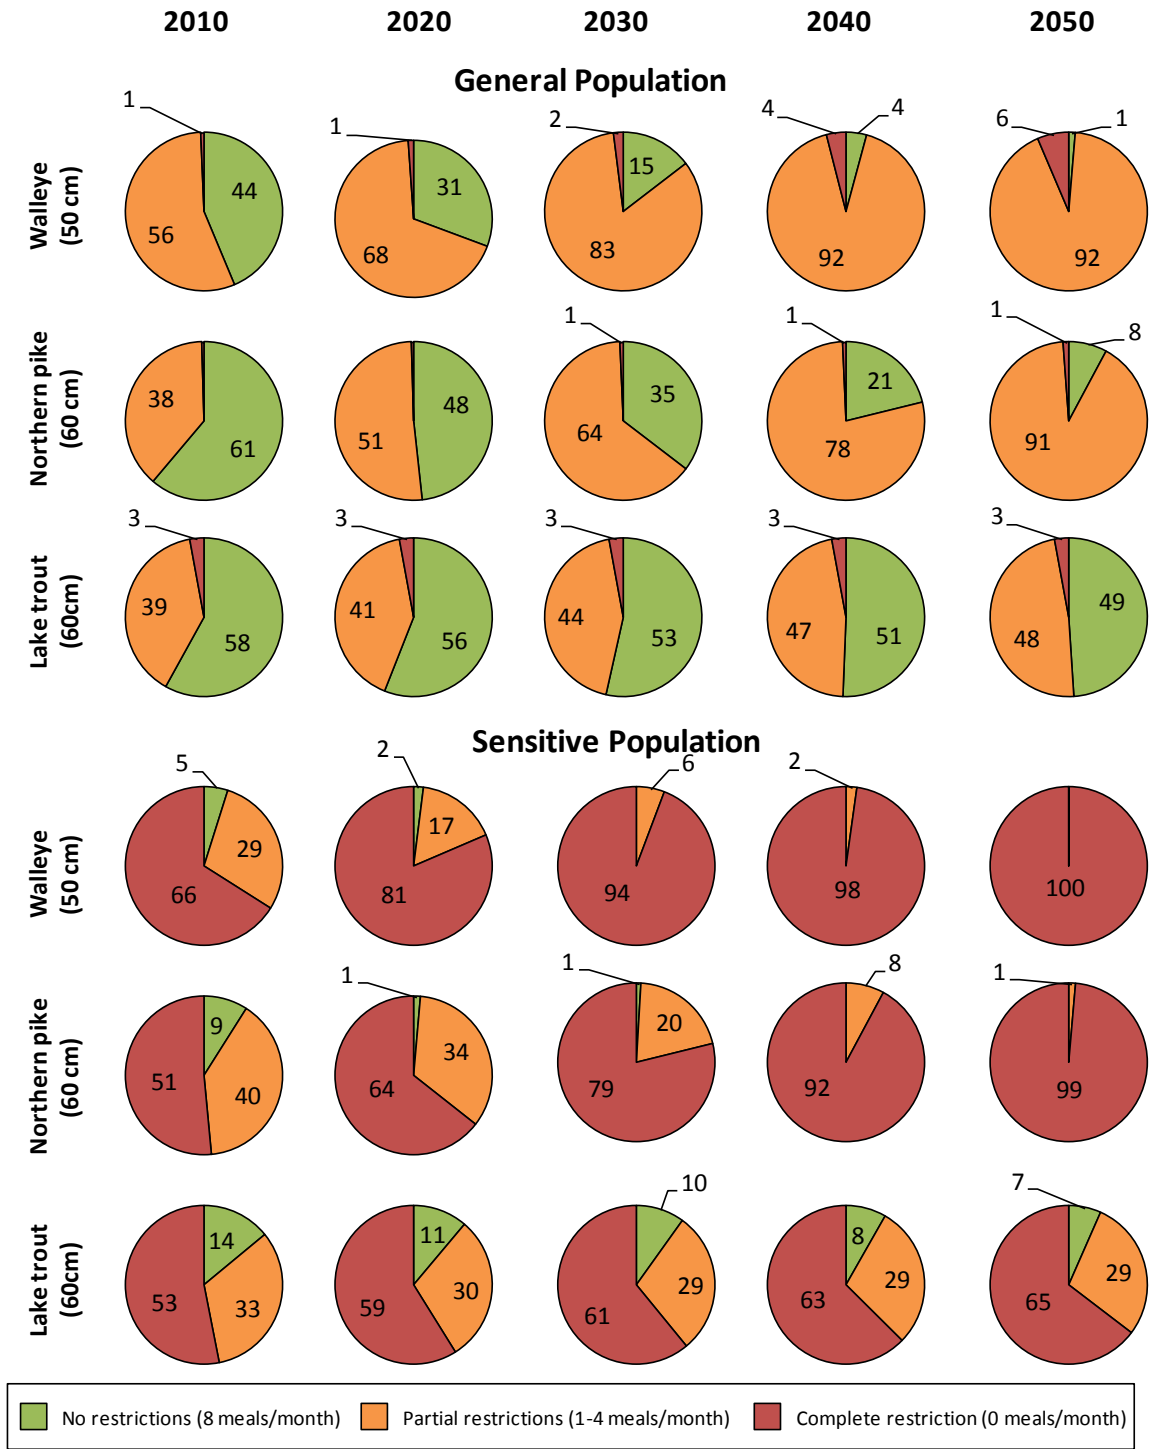 2010 2020 2030 2040 2050
General Population
Walleye
(50 cm)
1 44 56
1 31 68
2 15 83
4 4 92
6 1 92
Northern pike
(60 cm)
38 61
51 48
1 35 64
1 21 78
1 8 91
Lake trout
(60cm)
3 39 58
3 41 56
3 44 53
3 47 51
3 48 49
Sensitive Population
Walleye
(50 cm)
5 29 66
2 17 81
6 94
2 98
100
Northern pike
(60 cm)
9 51 40
1 34 64
1 20 79
8 92
1 99
Lake trout
(60cm)
14 53 33
11 30 59
10 29 61
8 29 63
7 29 65
No restrictions (8 meals/month) Partial restrictions (1-4 meals/month) Complete restriction (0 meals/month)